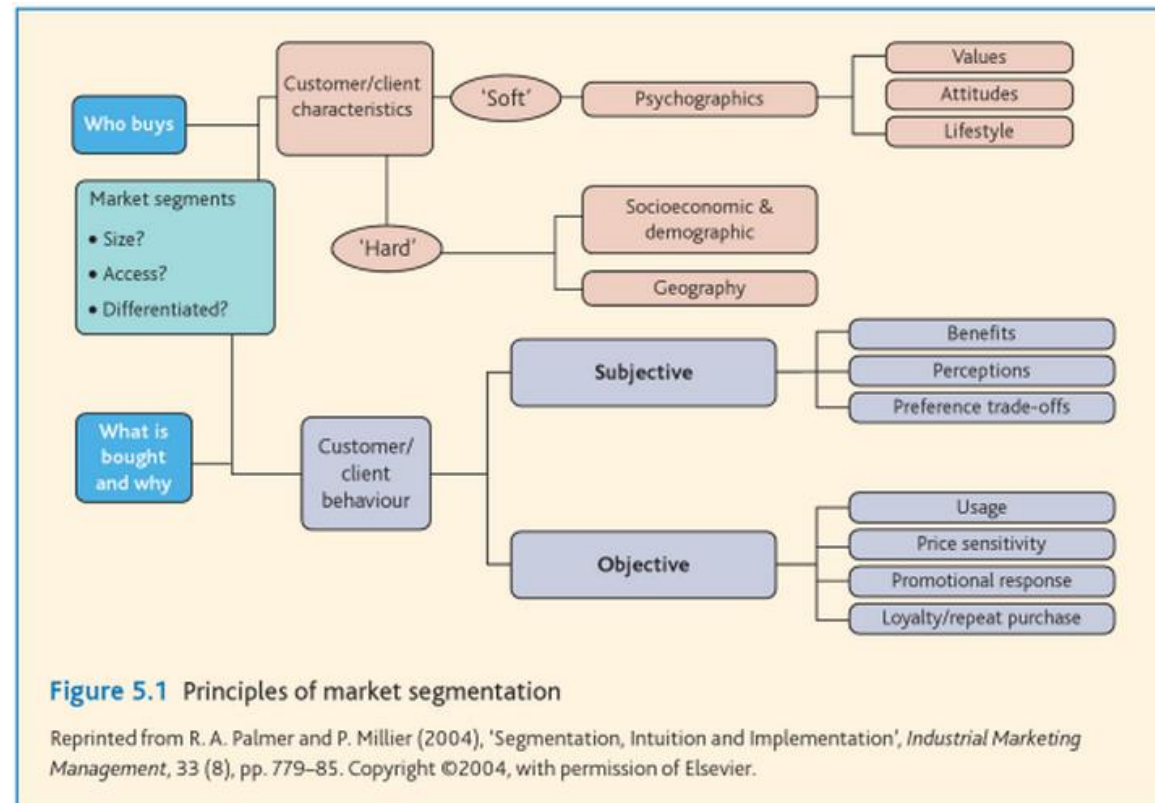 Who buys
Customer/client
characteristics
'Soft'
Psychographics
Values
Attitudes
Lifestyle
Market segments
• Size?
• Access?
• Differentiated?
'Hard'
Socioeconomic &
demographic
Geography
What is
bought
and why
Customer/
client
behaviour
Subjective
Benefits
Perceptions
Preference trade-offs
Objective
Usage
Price sensitivity
Promotional response
Loyalty/repeat purchase
Figure 5.1 Principles of market segmentation
Reprinted from R. A. Palmer and P. Millier (2004), 'Segmentation, Intuition and Implementation', Industrial Marketing
Management, 33 (8), pp. 779–85. Copyright ©2004, with permission of Elsevier.